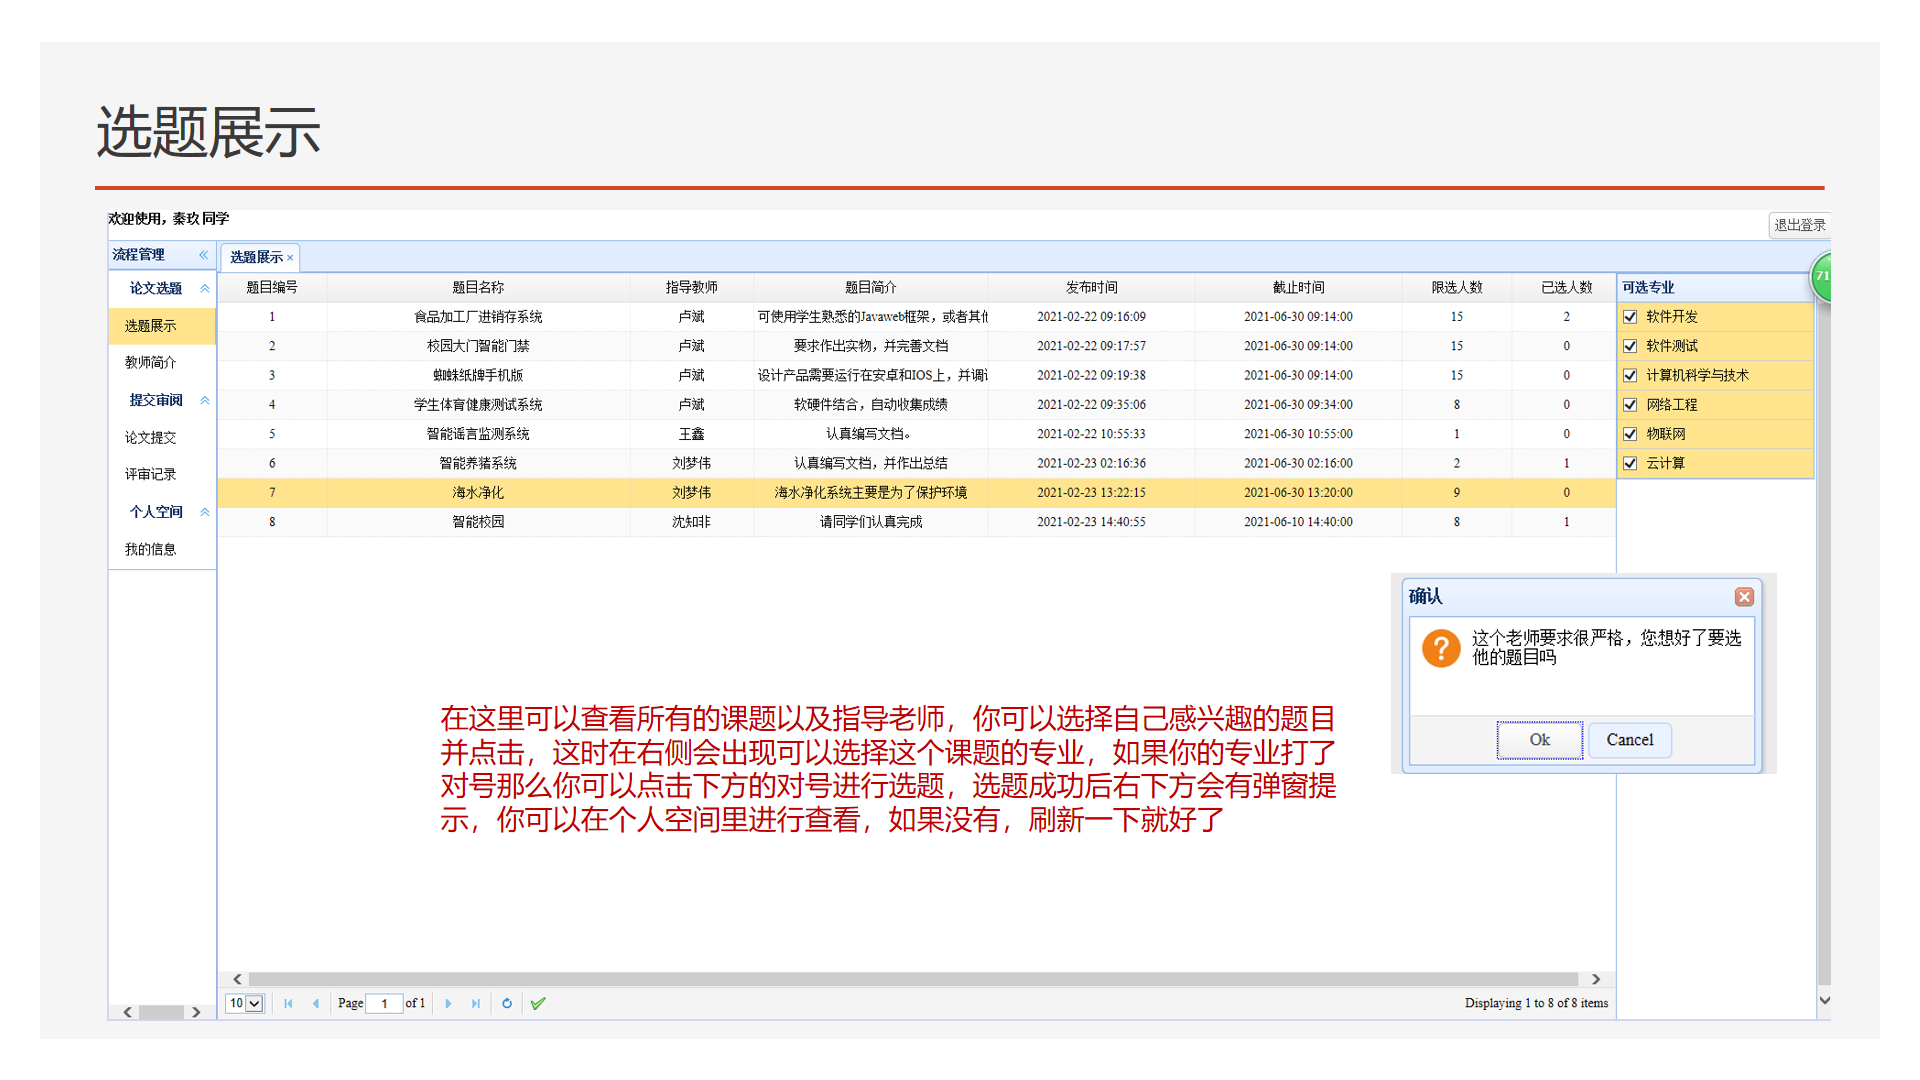 选题展示
欢迎使用，秦玖 同学
退出登录
流程管理
论文选题
选题展示
教师简介
提交审阅
论文提交
评审记录
个人空间
我的信息
选题展示
题目编号 题目名称 指导教师 题目简介 发布时间 截止时间 限选人数 已选人数
1 食品加工厂进销存系统 卢斌 可使用学生熟悉的Javaweb框架，或者其他 2021-02-22 09:16:09 2021-06-30 09:14:00 15 2
2 校园大门智能门禁 卢斌 要求作出实物，并完善文档 2021-02-22 09:17:57 2021-06-30 09:14:00 15 0
3 蜘蛛纸牌手机版 卢斌 设计产品需要运行在安卓和IOS上，并调 2021-02-22 09:19:38 2021-06-30 09:14:00 15 0
4 学生体育健康测试系统 卢斌 软硬件结合，自动收集成绩 2021-02-22 09:35:06 2021-06-30 09:34:00 8 0
5 智能谣言监测系统 王鑫 认真编写文档。 2021-02-22 10:55:33 2021-06-30 10:55:00 1 0
6 智能养猪系统 刘梦伟 认真编写文档，并作出总结 2021-02-23 02:16:36 2021-06-30 02:16:00 2 1
7 海水净化 刘梦伟 海水净化系统主要是为了保护环境 2021-02-23 13:22:15 2021-06-30 13:20:00 9 0
8 智能校园 沈知非 请同学们认真完成 2021-02-23 14:40:55 2021-06-10 14:40:00 8 1
可选专业
软件开发
软件测试
计算机科学与技术
网络工程
物联网
云计算
71
确认
这个老师要求很严格，您想好了要选
他的题目吗
Ok Cancel
在这里可以查看所有的课题以及指导老师，你可以选择自己感兴趣的题目
并点击，这时在右侧会出现可以选择这个课题的专业，如果你的专业打了
对号那么你可以点击下方的对号进行选题，选题成功后右下方会有弹窗提
示，你可以在个人空间里进行查看，如果没有，刷新一下就好了
10 Page 1 of 1 Displaying 1 to 8 of 8 items